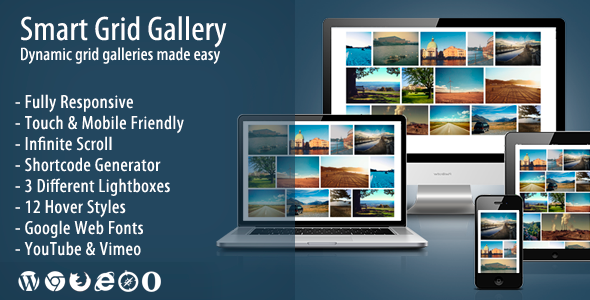 Smart Grid Gallery
Dynamic grid galleries made easy
- Fully Responsive
- Touch & Mobile Friendly
- Infinite Scroll
- Shortcode Generator
- 3 Different Lightboxes
- 12 Hover Styles
- Google Web Fonts
- YouTube & Vimeo